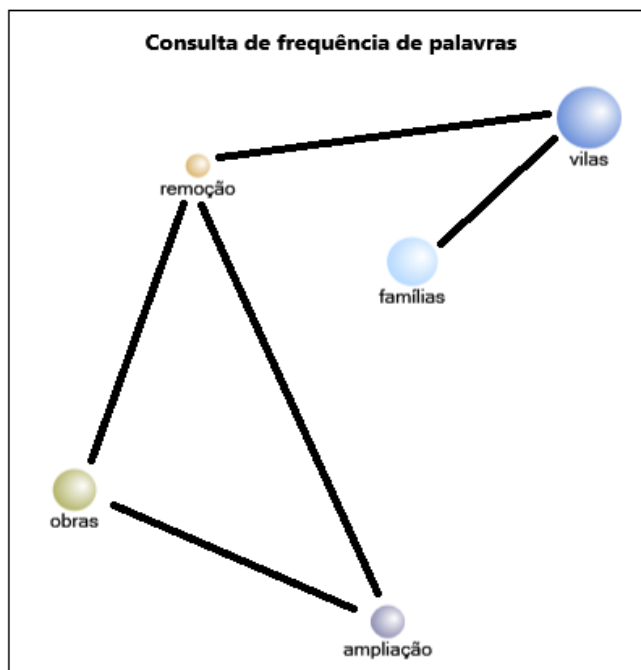 Consulta de frequência de palavras
vilas
remoção
famílias
obras
ampliação